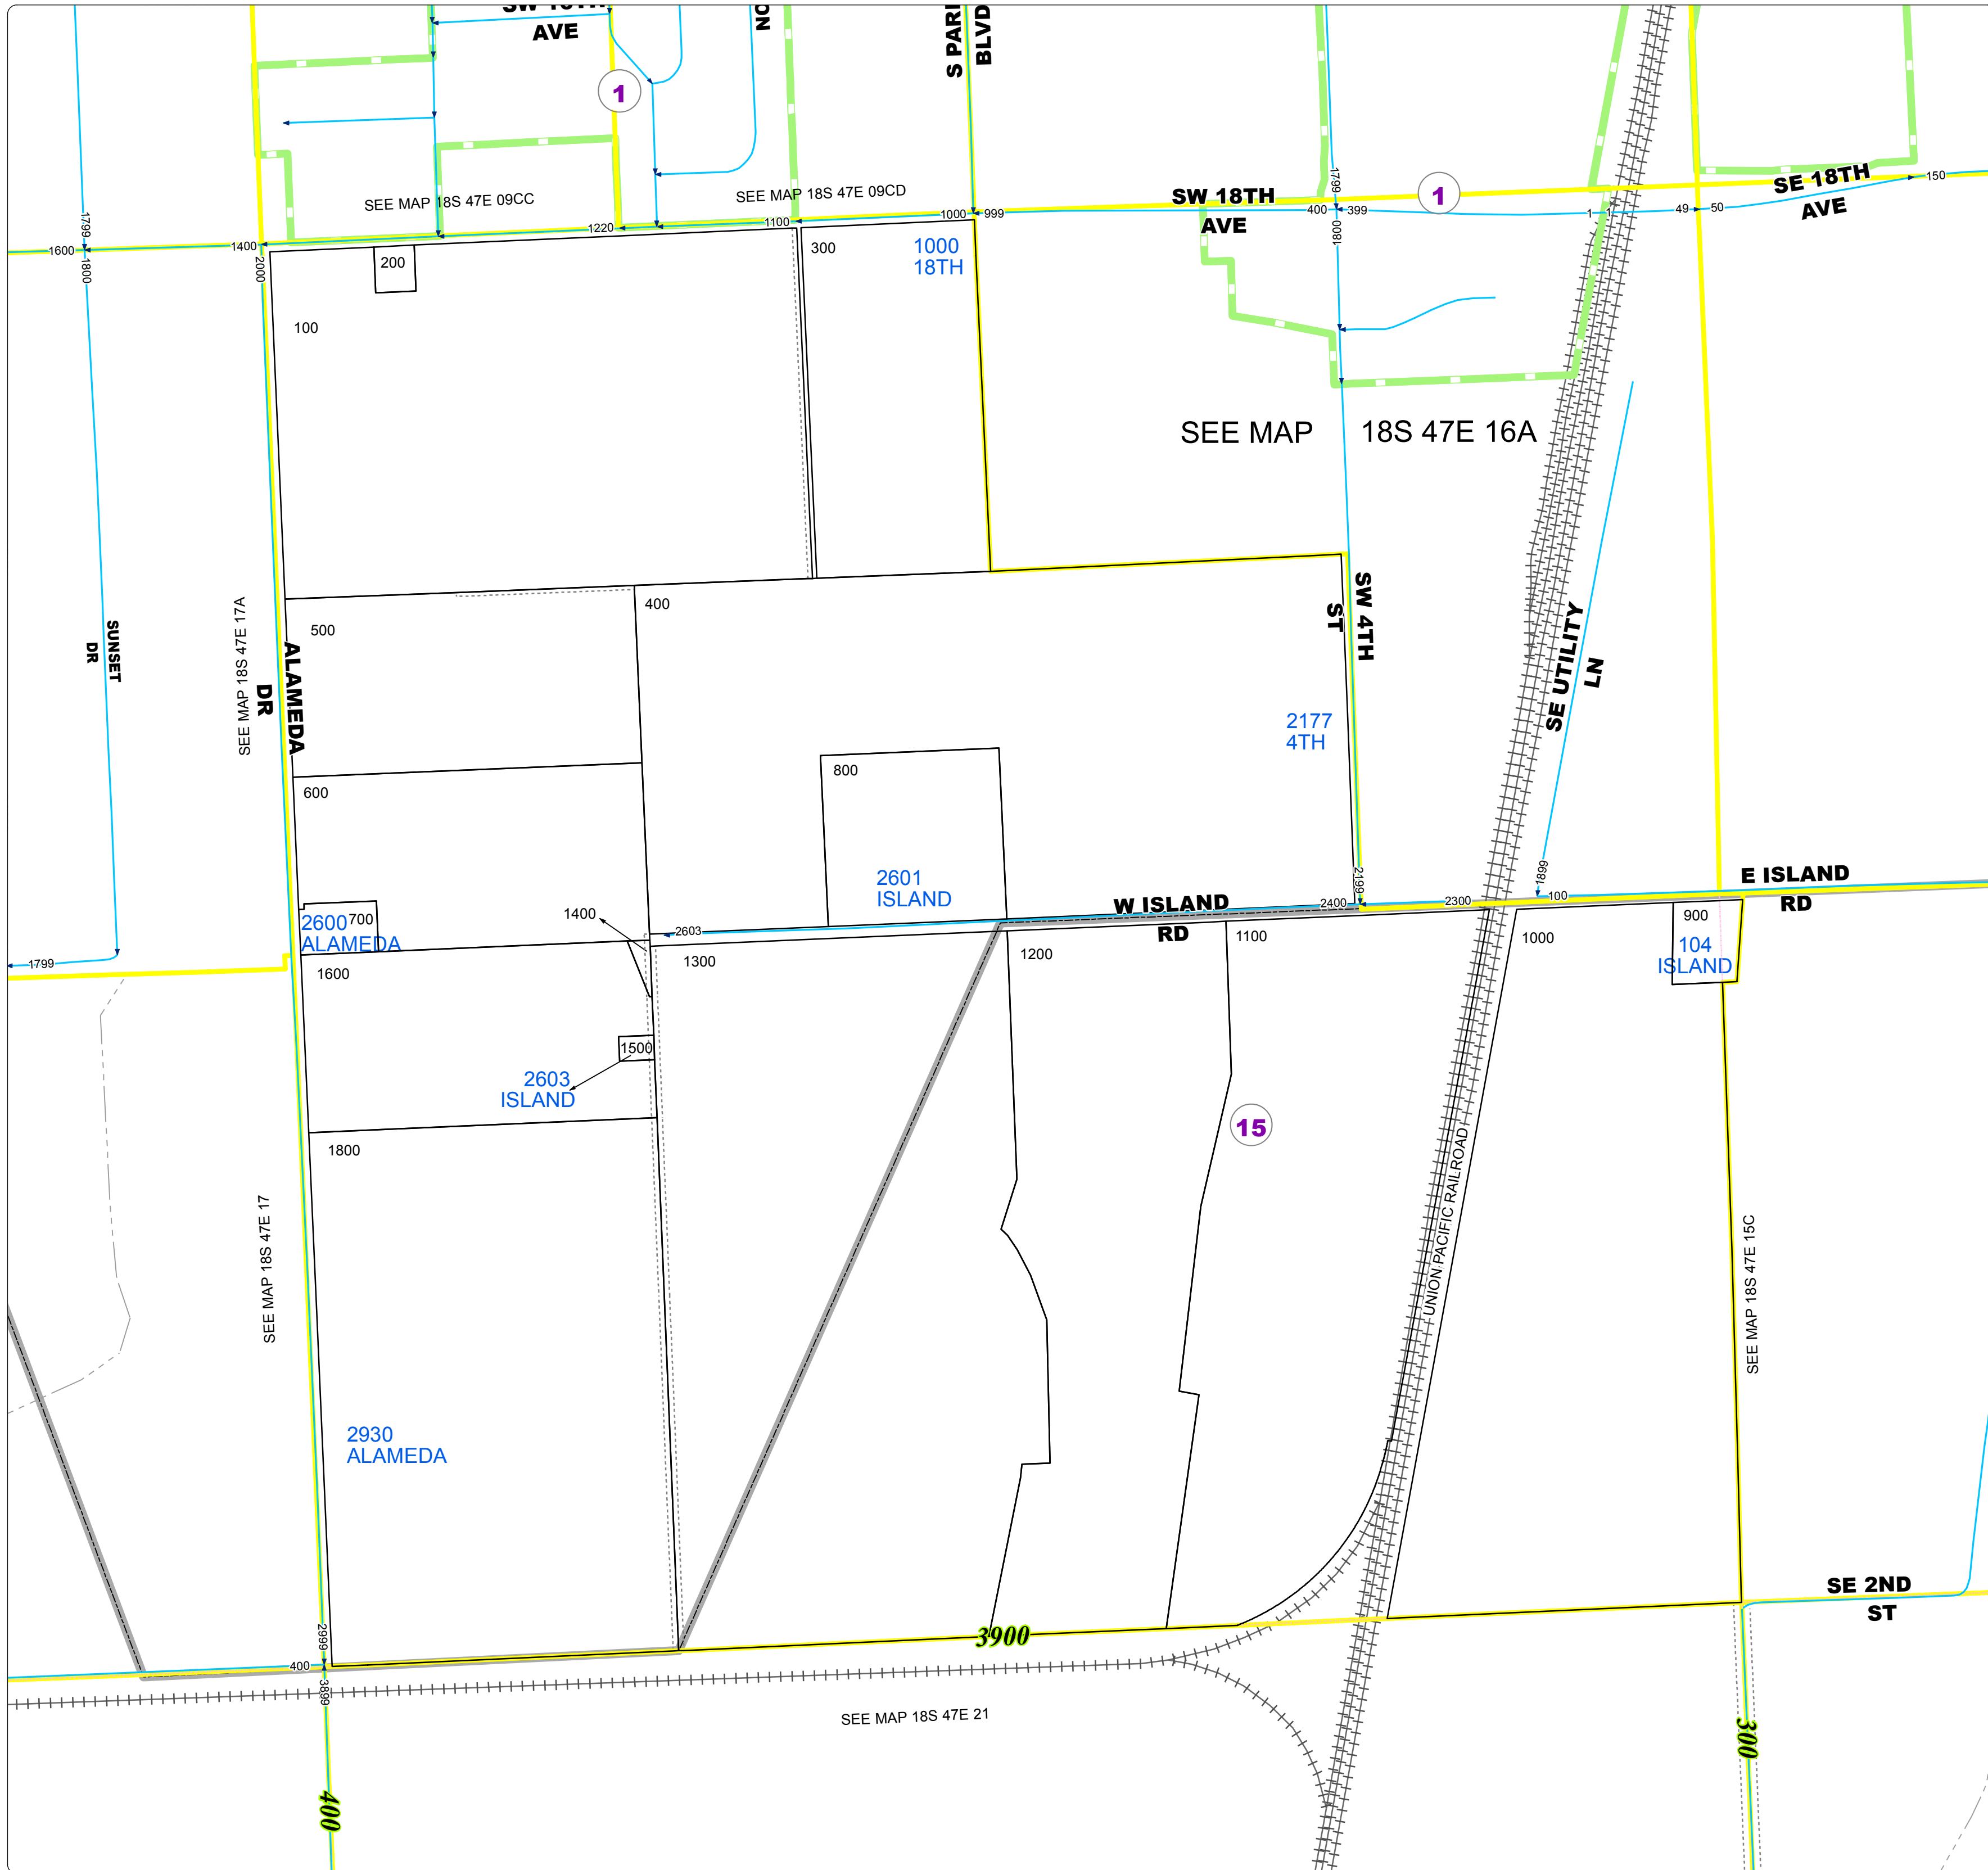 AVE
1
S PARK
BLVD
SEE MAP 18S 47E 09CC
SEE MAP 18S 47E 09CD
SW 18TH
AVE
1
SE 18TH
AVE
150
1799
1800
1600
1400
2000
1220
1100
1000
999
400
399
1799
1800
1
1
49
50
200
300
100
1000
18TH
SEE MAP
18S 47E 16A
SUNSET
DR
SEE MAP 18S 47E 17A
ALAMEDA
DR
500
400
SW 4TH
ST
SE UTILITY
LN
600
800
2177
4TH
2601
ISLAND
2199
1899
2600
ALAMEDA
700
1400
2603
W ISLAND
RD
2400
2300
100
E ISLAND
RD
1799
1600
1300
1200
1100
1000
900
104
ISLAND
1500
2603
ISLAND
15
1800
SEE MAP 18S 47E 17
UNION PACIFIC RAILROAD
SEE MAP 18S 47E 15C
2930
ALAMEDA
SE 2ND
ST
2999
400
3899
3900
SEE MAP 18S 47E 21
400
300